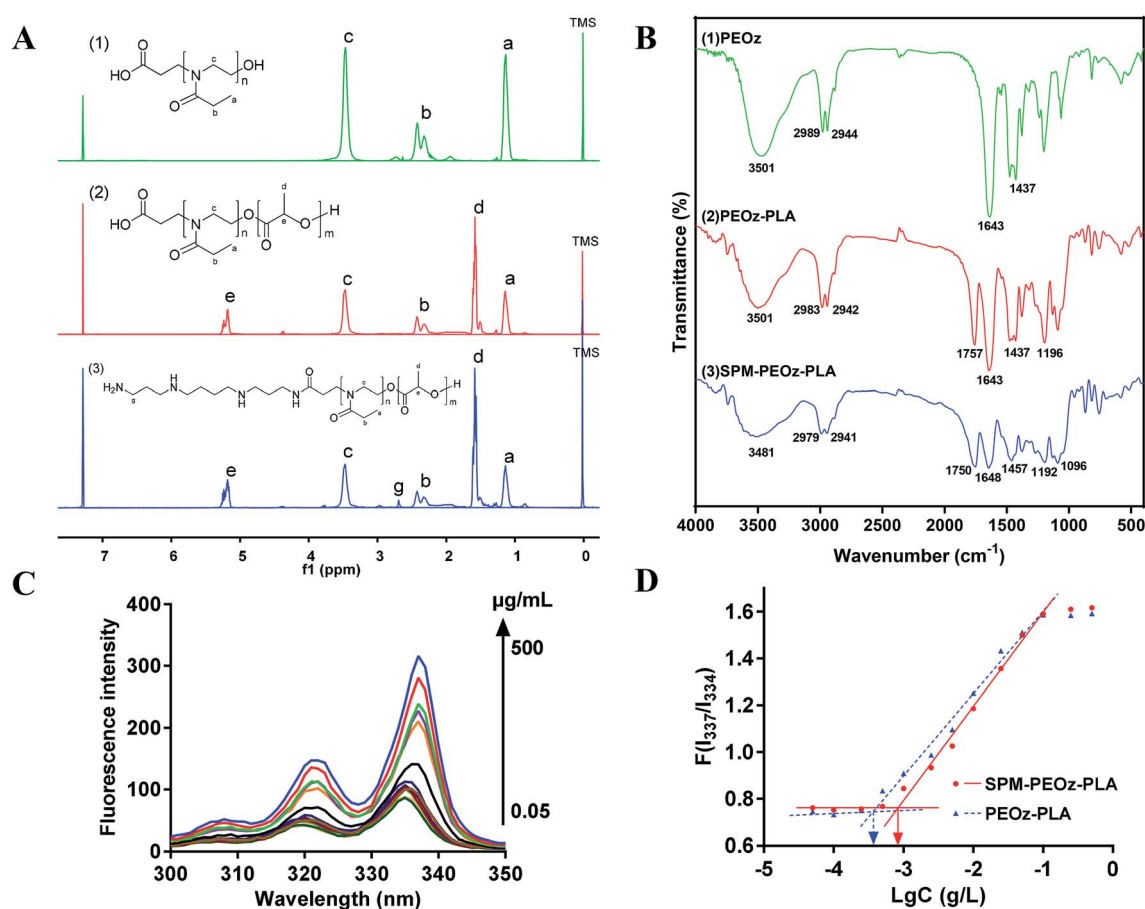 A
(1)
HO
O
N
c
n
OH
O
a
b
c
b
a
TMS
(2)
HO
O
N
c
n
O
d
e
O
O
m
H
O
a
b
e
c
b
d
a
TMS
(3)
H2N
g
H
N
N
H
O
N
H
N
c
n
O
d
e
O
O
m
H
O
a
b
e
c
g
b
d
a
TMS
7 6 5 4 3 2 1 0
f1 (ppm)
B
(1)PEOz
3501
2989 2944
1643
1437
(2)PEOz-PLA
3501
2983 2942
1757
1643
1437 1196
(3)SPM-PEOz-PLA
3481
2979 2941
1750 1648 1457 1192 1096
Transmittance (%)
4000 3500 3000 2500 2000 1500 1000 500
Wavenumber (cm⁻¹)
C
Fluorescence intensity
400
300
200
100
0
300 310 320 330 340 350
Wavelength (nm)
µg/mL
500
0.05
D
F(I337/I334)
1.6
1.4
1.2
1.0
0.8
0.6
-5 -4 -3 -2 -1 0
LgC (g/L)
SPM-PEOz-PLA
PEOz-PLA